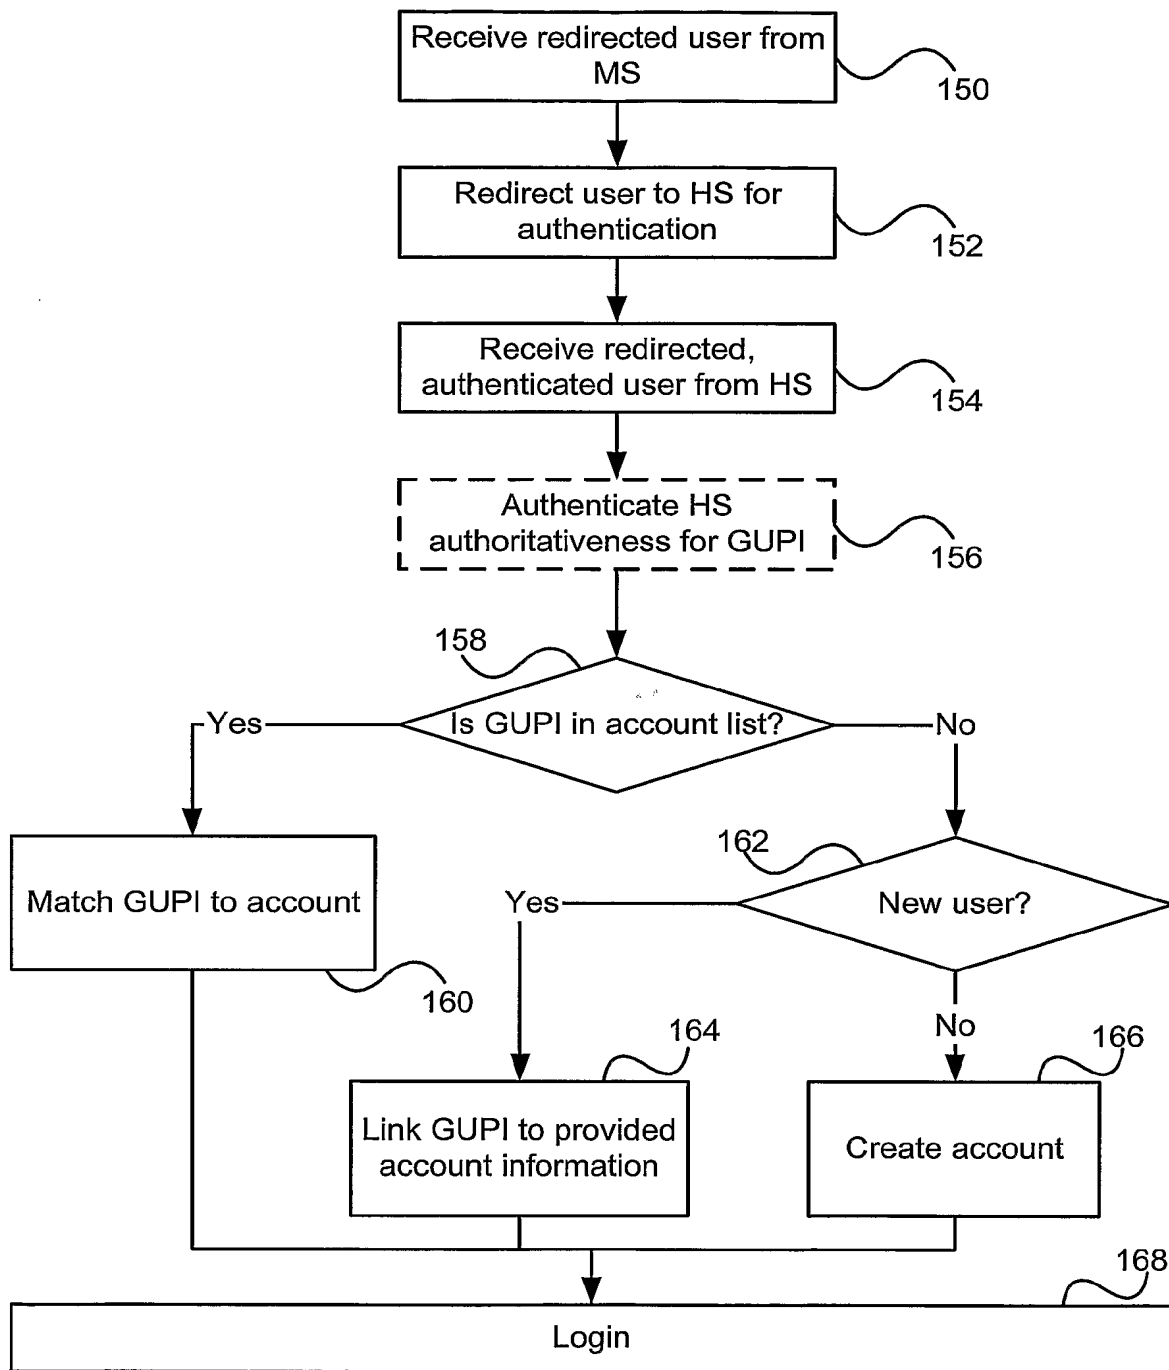 Receive redirected user from
MS
150
Redirect user to HS for
authentication
152
Receive redirected,
authenticated user from HS
154
Authenticate HS
authoritativeness for GUPI
156
158
Is GUPI in account list?
Yes
No
Match GUPI to account
160
162
New user?
Yes
No
164
Link GUPI to provided
account information
166
Create account
168
Login